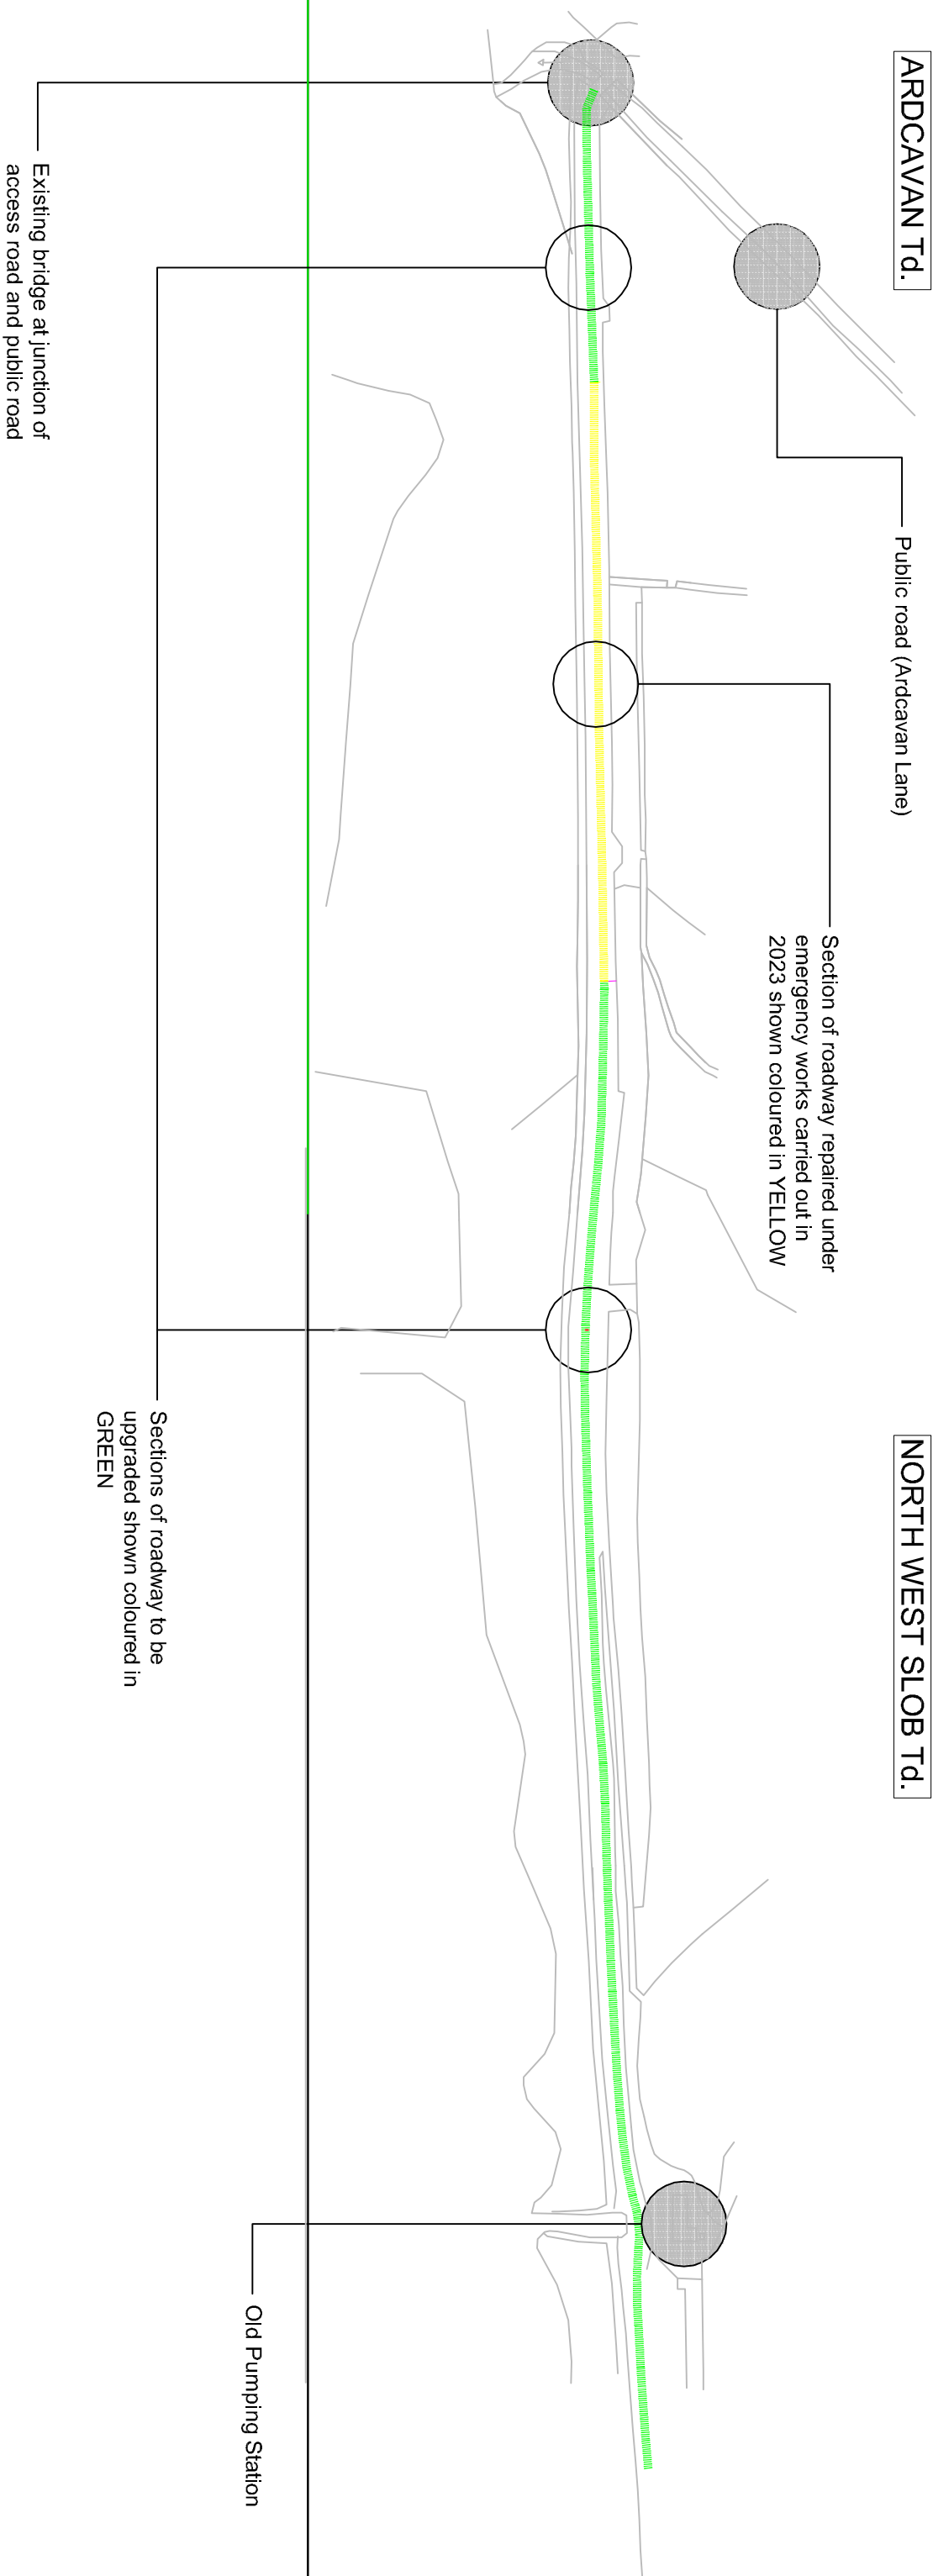 ARDCAVAN Td.
NORTH WEST SLOB Td.
Public road (Ardcavan Lane)
Section of roadway repaired under
emergency works carried out in
2023 shown coloured in YELLOW
Existing bridge at junction of
access road and public road
Sections of roadway to be
upgraded shown coloured in
GREEN
Old Pumping Station